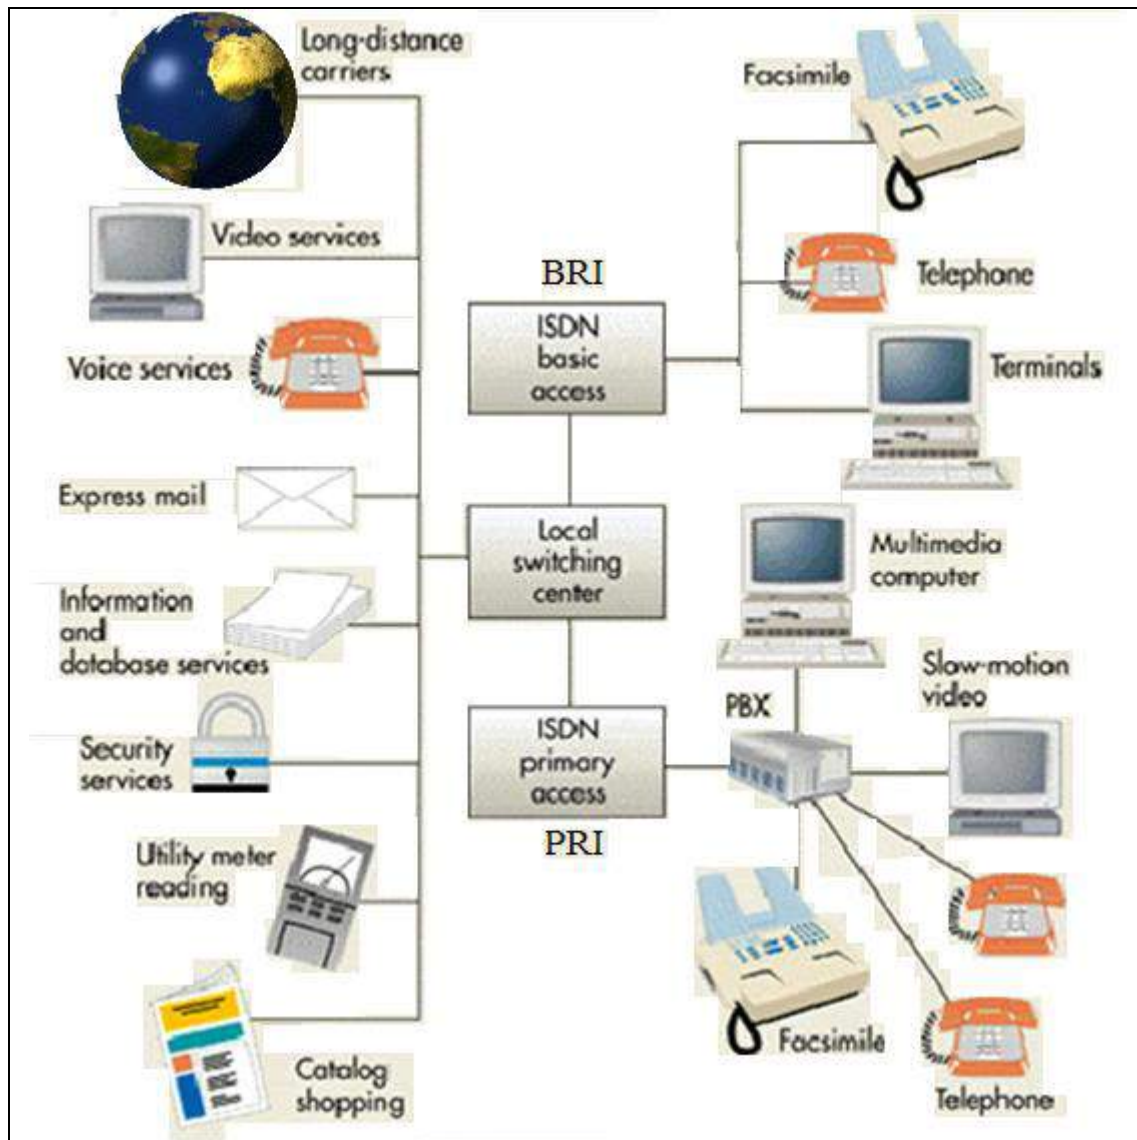 Long-distance
carriers
Video services
Voice services
Express mail
Information
and
database services
Security
services
Utility meter
reading
Catalog
shopping
BRI
ISDN
basic
access
Local
switching
center
ISDN
primary
access
PRI
Facsimile
Telephone
Terminals
Multimedia
computer
Slow-motion
video
PBX
Facsimile
Telephone